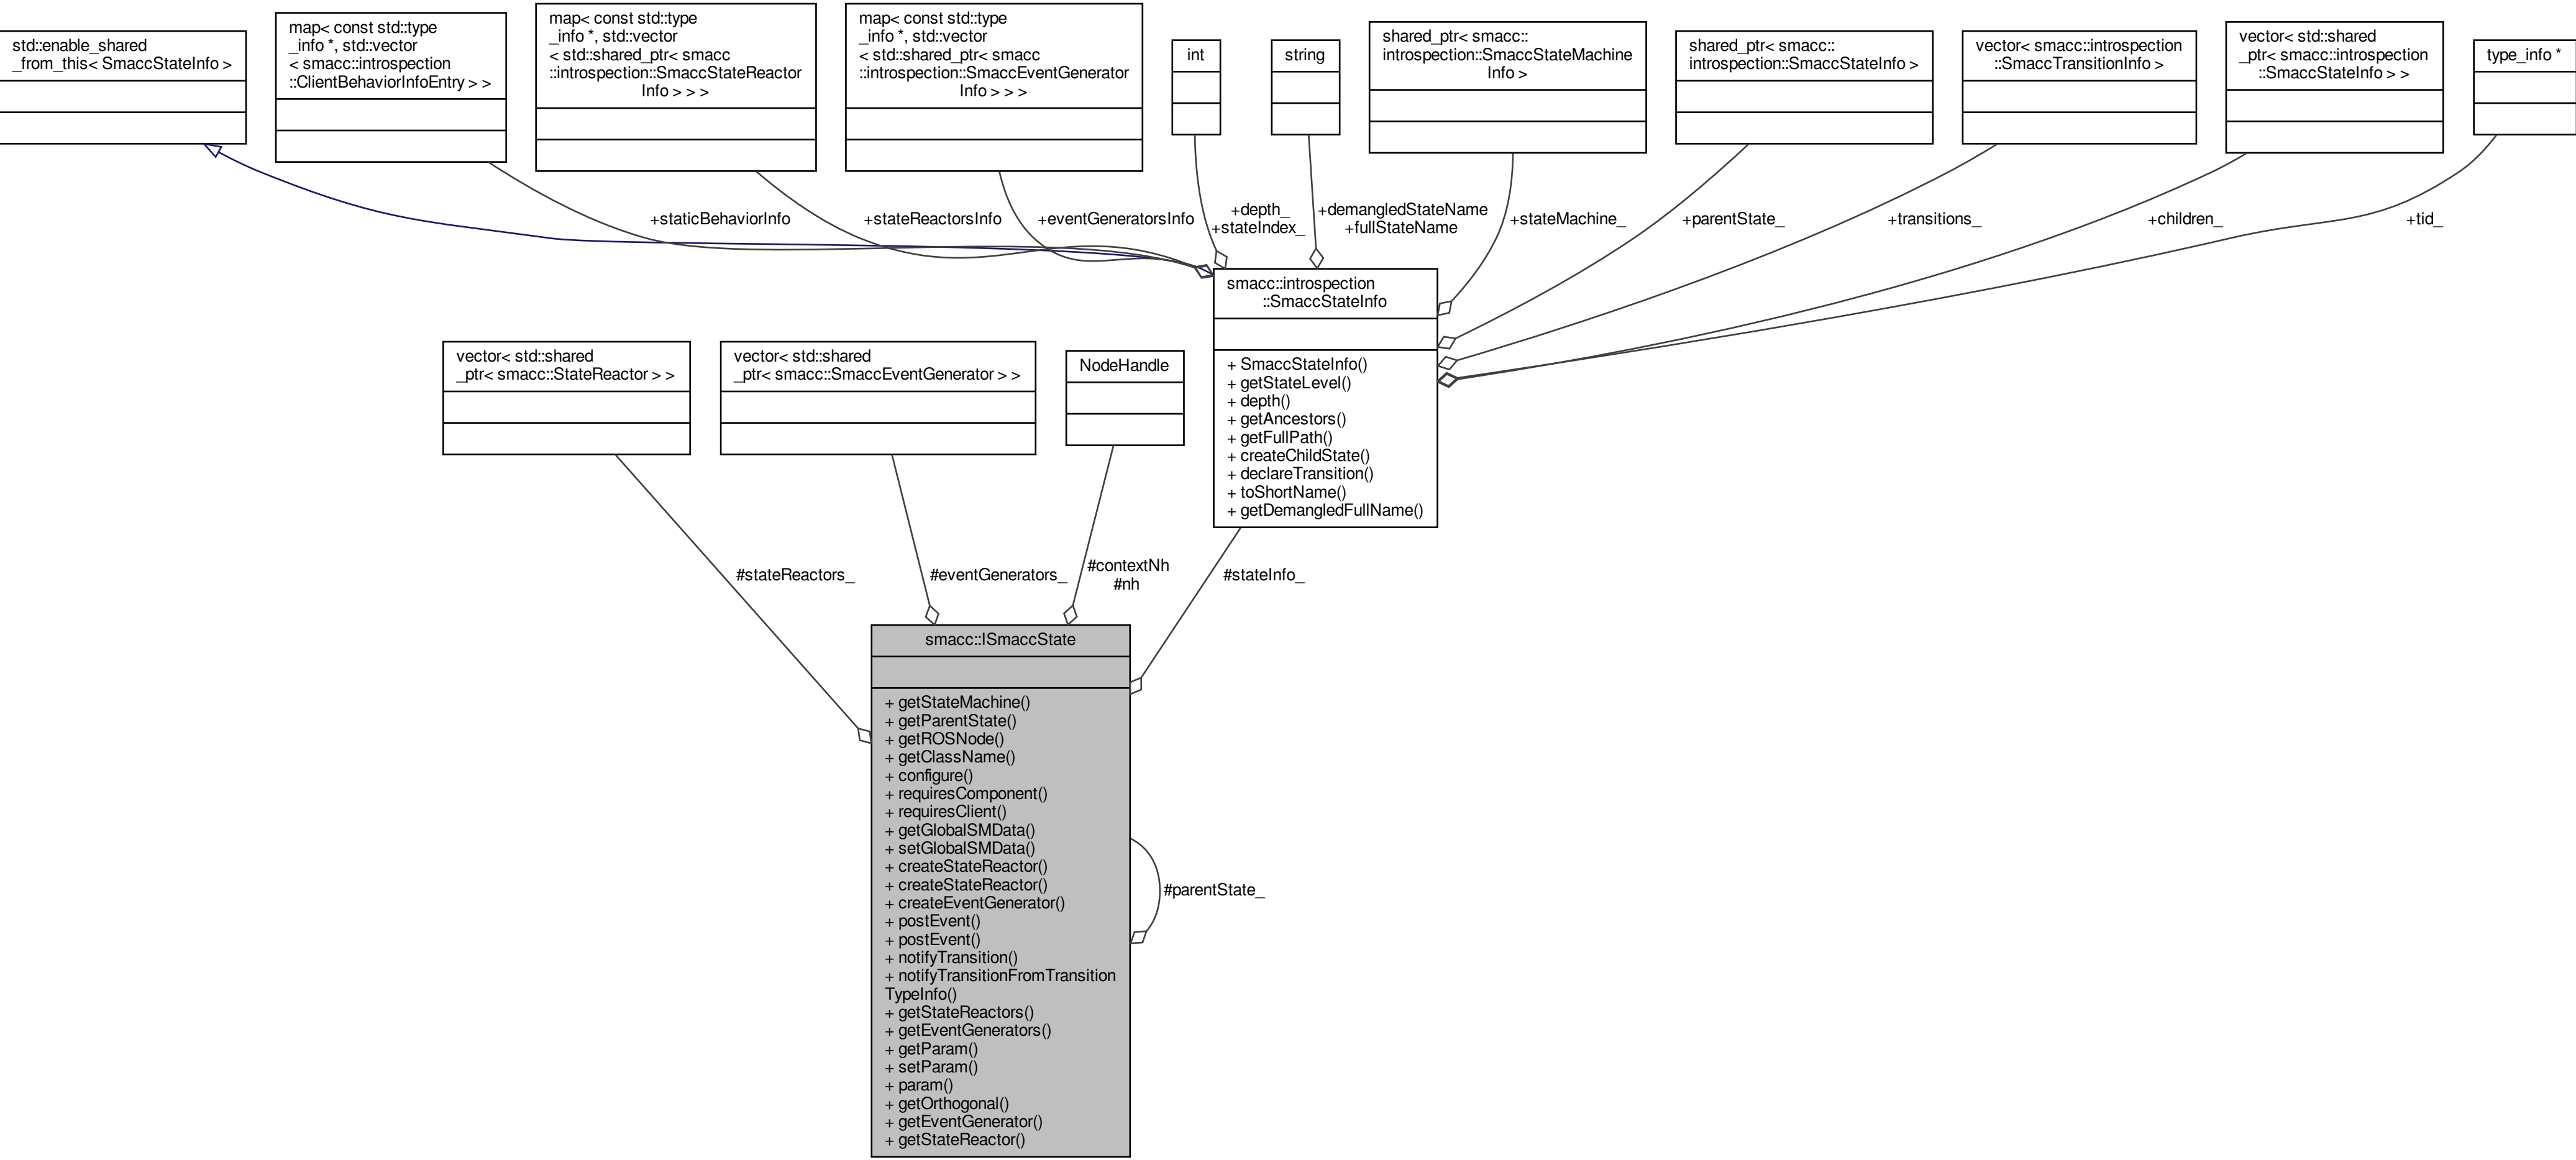 std::enable_shared
_from_this< SmaccStateInfo >
map< const std::type
_info *, std::vector
< smacc::introspection
::ClientBehaviorInfoEntry > >
map< const std::type
_info *, std::vector
< std::shared_ptr< smacc
::introspection::SmaccStateReactor
Info > > >
map< const std::type
_info *, std::vector
< std::shared_ptr< smacc
::introspection::SmaccEventGenerator
Info > > >
int
string
shared_ptr< smacc::
introspection::SmaccStateMachine
Info >
shared_ptr< smacc::
introspection::SmaccStateInfo >
vector< smacc::introspection
::SmaccTransitionInfo >
vector< std::shared
_ptr< smacc::introspection
::SmaccStateInfo > >
type_info *
+staticBehaviorInfo
+stateReactorsInfo
+eventGeneratorsInfo
+depth_
+stateIndex_
+demangledStateName
+fullStateName
+stateMachine_
+parentState_
+transitions_
+children_
+tid_
smacc::introspection
::SmaccStateInfo
+ SmaccStateInfo()
+ getStateLevel()
+ depth()
+ getAncestors()
+ getFullPath()
+ createChildState()
+ declareTransition()
+ toShortName()
+ getDemangledFullName()
vector< std::shared
_ptr< smacc::StateReactor > >
vector< std::shared
_ptr< smacc::SmaccEventGenerator > >
NodeHandle
#stateReactors_
#eventGenerators_
#contextNh
#nh
#stateInfo_
smacc::ISmaccState
+ getStateMachine()
+ getParentState()
+ getROSNode()
+ getClassName()
+ configure()
+ requiresComponent()
+ requiresClient()
+ getGlobalSMData()
+ setGlobalSMData()
+ createStateReactor()
+ createStateReactor()
+ createEventGenerator()
+ postEvent()
+ postEvent()
+ notifyTransition()
+ notifyTransitionFromTransition
TypeInfo()
+ getStateReactors()
+ getEventGenerators()
+ getParam()
+ setParam()
+ param()
+ getOrthogonal()
+ getEventGenerator()
+ getStateReactor()
#parentState_